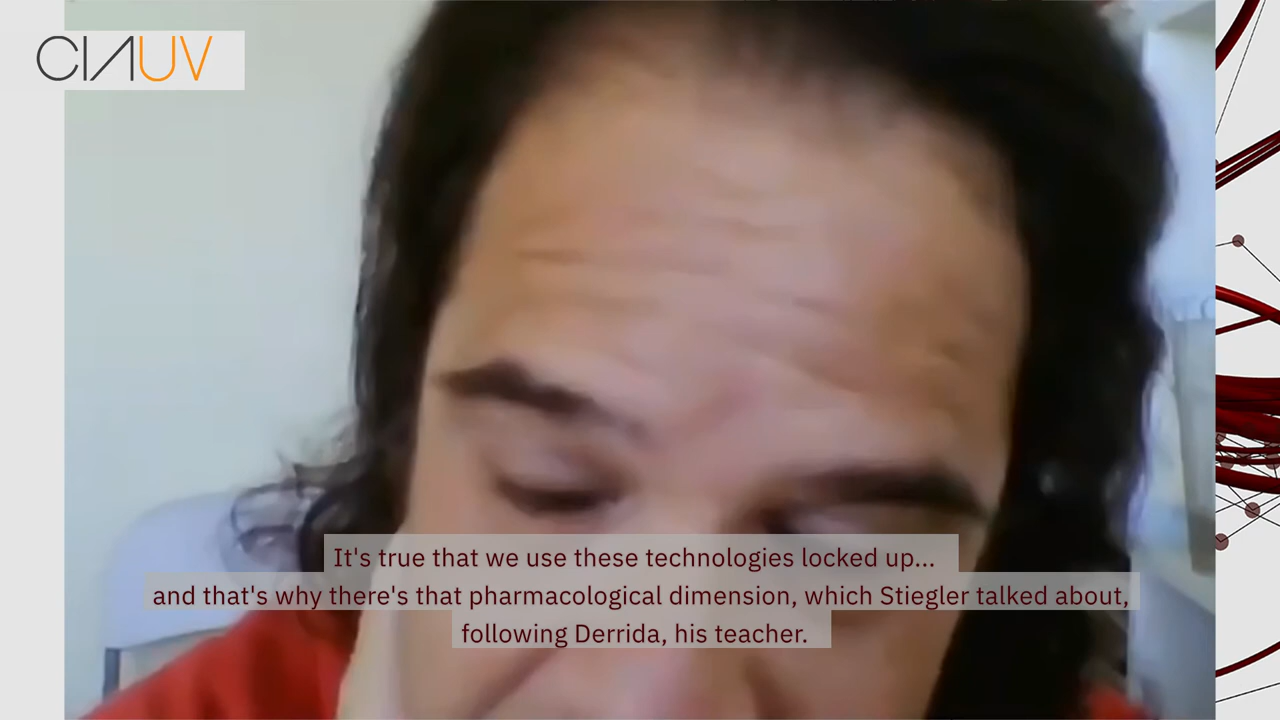 CIAUV
It's true that we use these technologies locked up...
and that's why there's that pharmacological dimension, which Stiegler talked about,
following Derrida, his teacher.